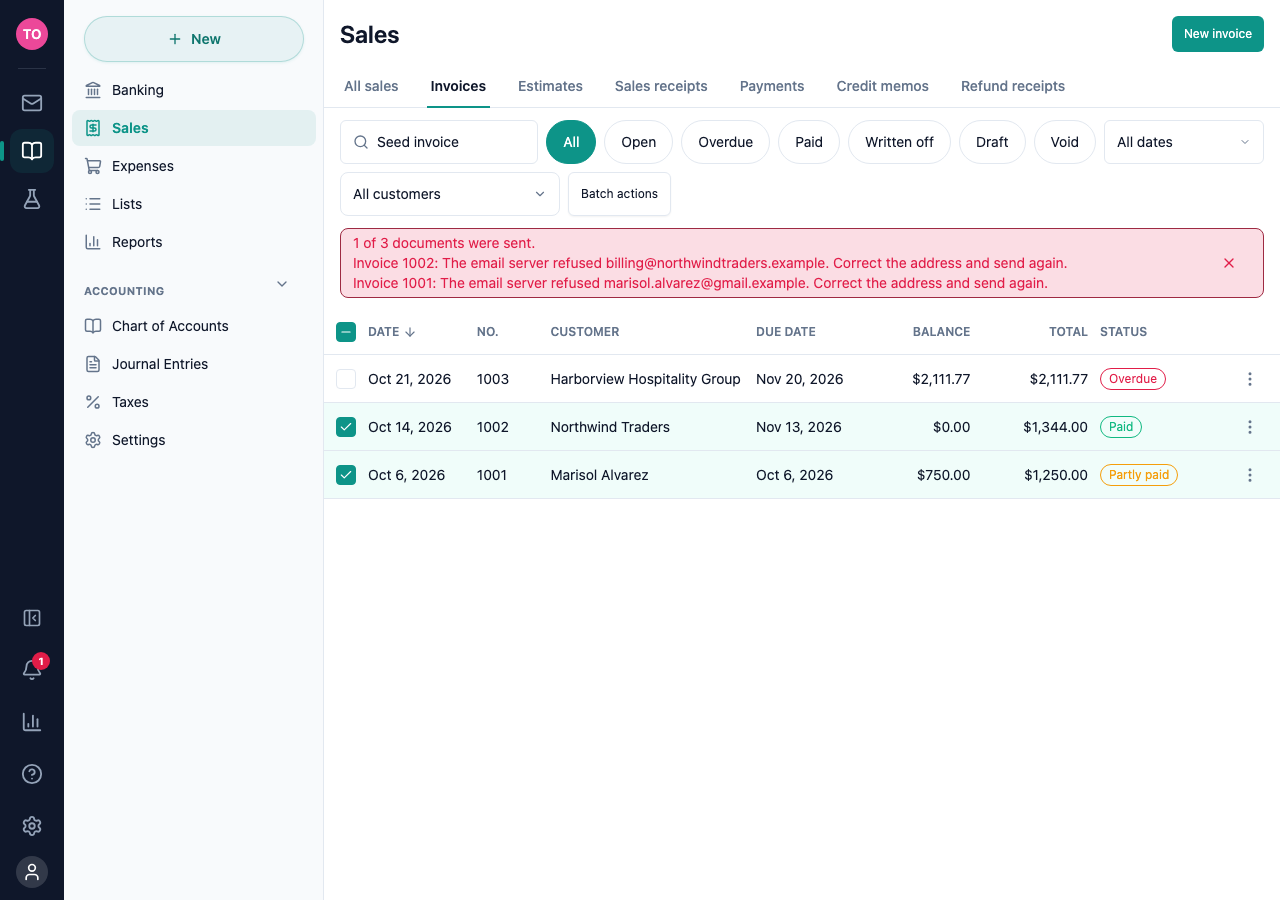 TO
New
Banking
Sales
Expenses
Lists
Reports
ACCOUNTING
Chart of Accounts
Journal Entries
Taxes
Settings
1
Sales
New invoice
All sales
Invoices
Estimates
Sales receipts
Payments
Credit memos
Refund receipts
Seed invoice
All
Open
Overdue
Paid
Written off
Draft
Void
All dates
All customers
Batch actions
1 of 3 documents were sent.
Invoice 1002: The email server refused billing@northwindtraders.example. Correct the address and send again.
Invoice 1001: The email server refused marisol.alvarez@gmail.example. Correct the address and send again.
DATE NO. CUSTOMER DUE DATE BALANCE TOTAL STATUS
Oct 21, 2026 1003 Harborview Hospitality Group Nov 20, 2026 $2,111.77 $2,111.77 Overdue
Oct 14, 2026 1002 Northwind Traders Nov 13, 2026 $0.00 $1,344.00 Paid
Oct 6, 2026 1001 Marisol Alvarez Oct 6, 2026 $750.00 $1,250.00 Partly paid